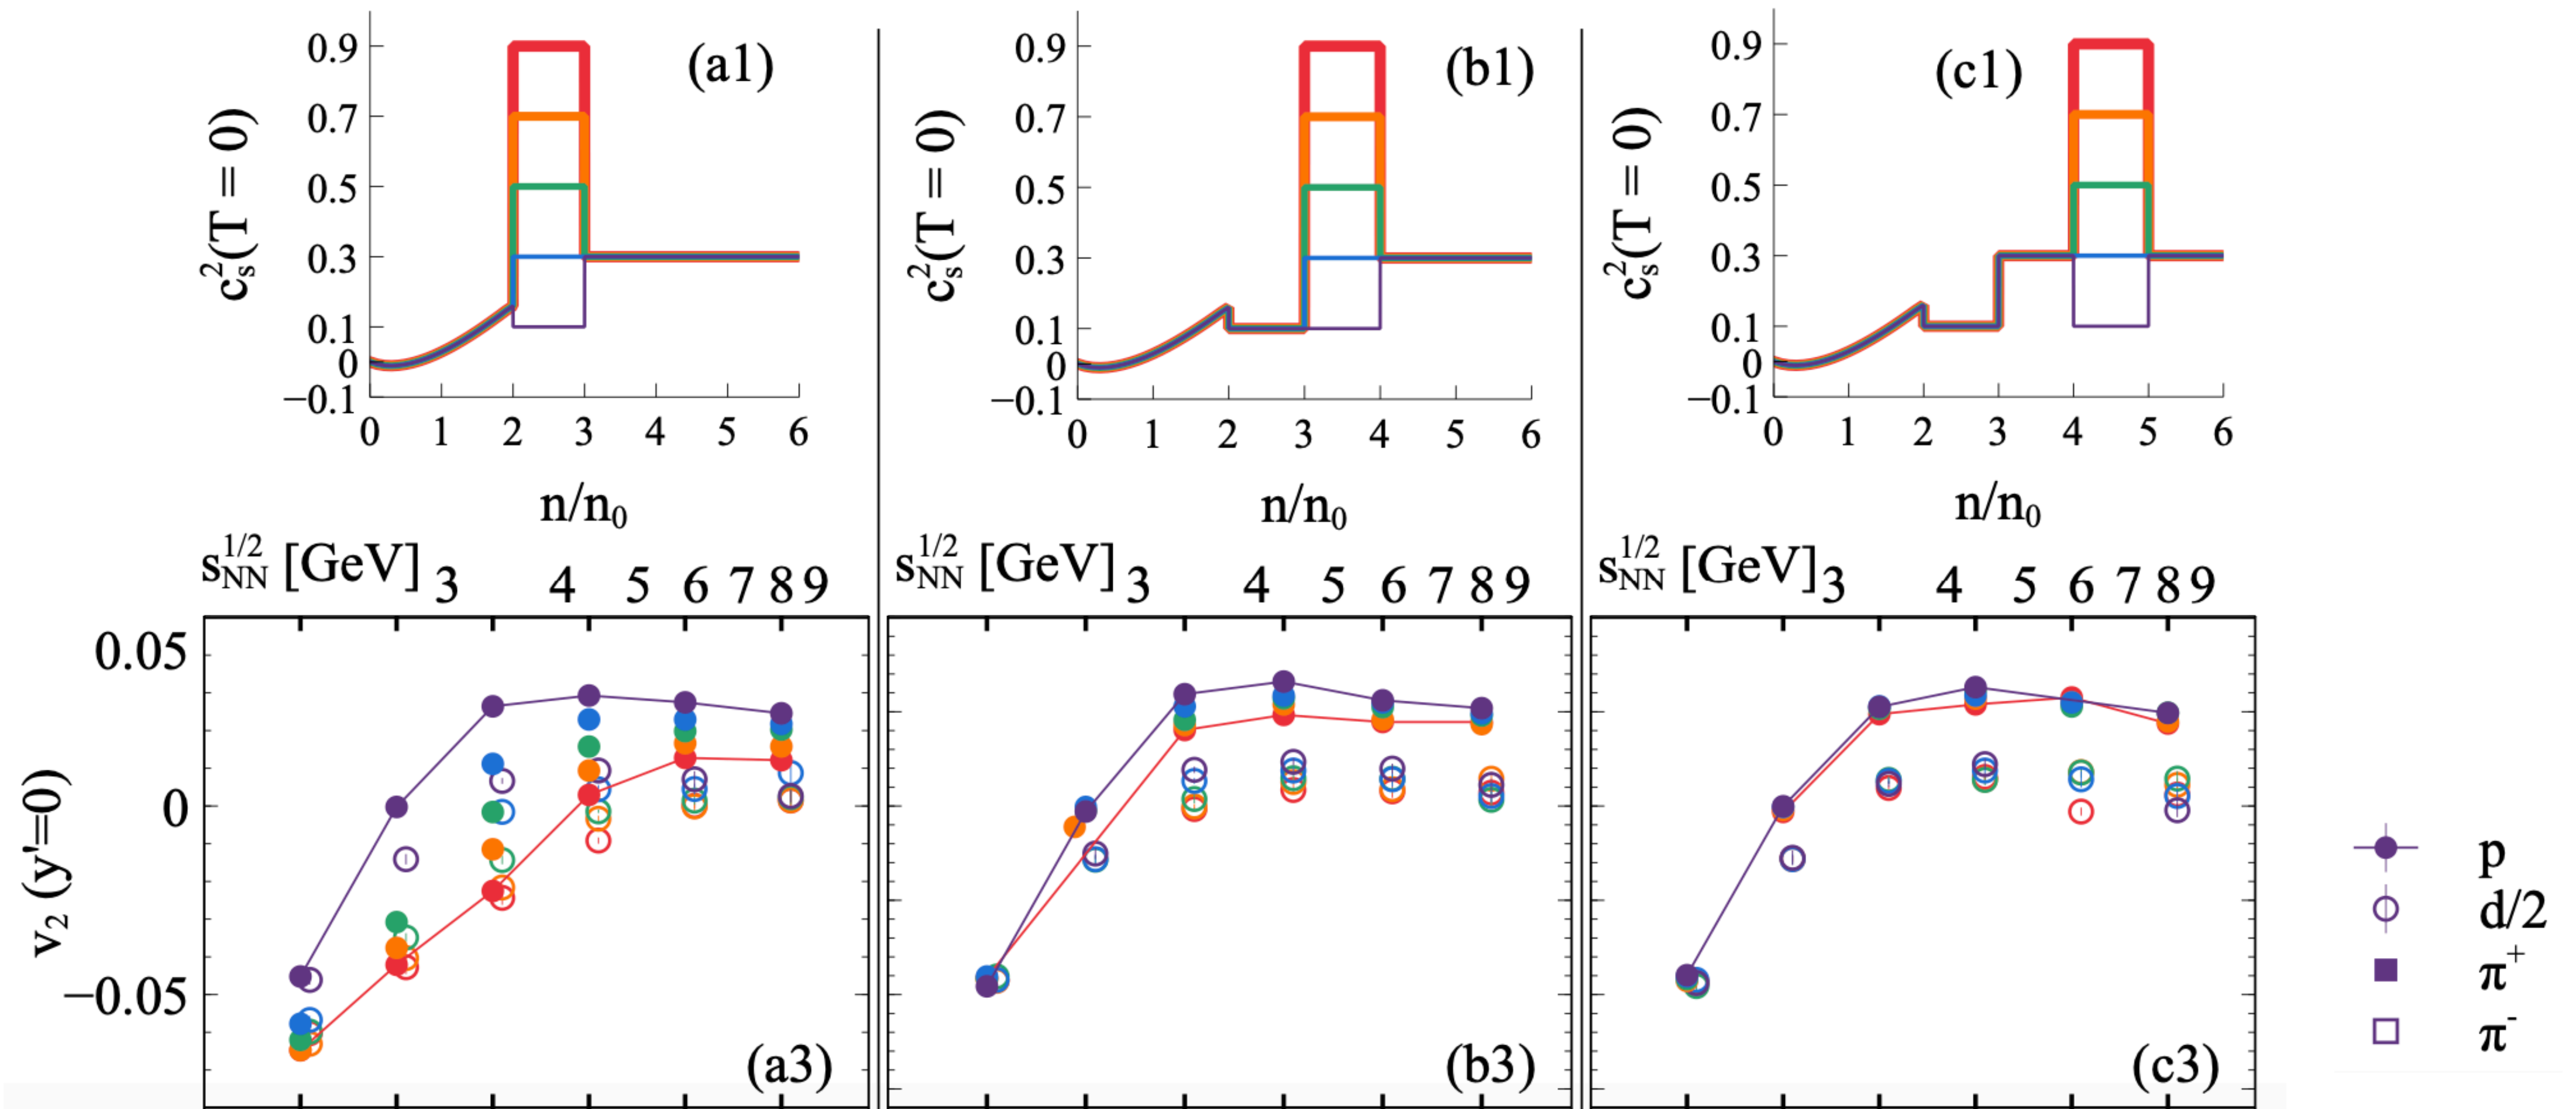 (a1)
0.9
0.7
0.5
0.3
0.1
0
−0.1
c_s^2(T = 0)
0 1 2 3 4 5 6
n/n_0
(b1)
0.9
0.7
0.5
0.3
0.1
0
−0.1
c_s^2(T = 0)
0 1 2 3 4 5 6
n/n_0
(c1)
0.9
0.7
0.5
0.3
0.1
0
−0.1
c_s^2(T = 0)
0 1 2 3 4 5 6
n/n_0
s_NN^1/2 [GeV] 3 4 5 6 7 8 9
s_NN^1/2 [GeV] 3 4 5 6 7 8 9
s_NN^1/2 [GeV] 3 4 5 6 7 8 9
0.05
0
−0.05
v_2 (y'=0)
(a3)
(b3)
(c3)
p
d/2
π^+
π^-